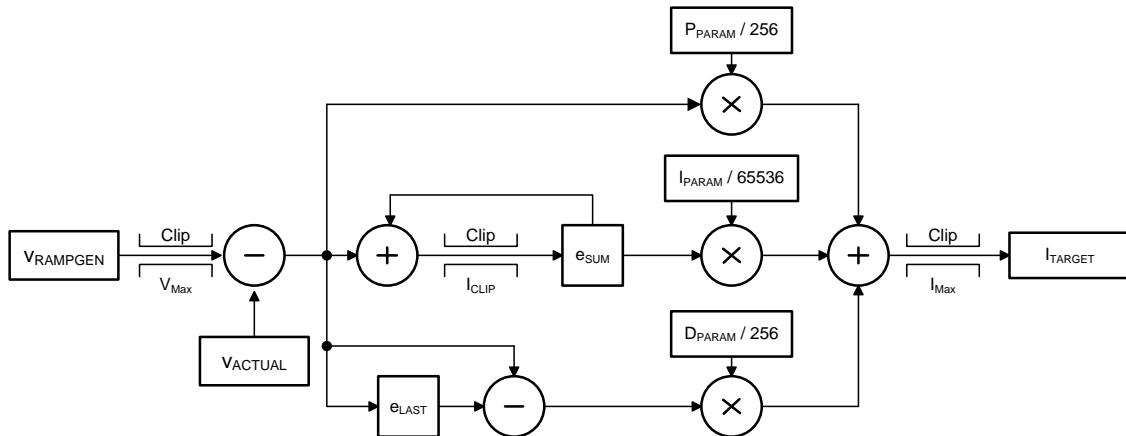 PPARAM / 256
×
IPARAM / 65536
VRAMPGEN
Clip
VMax
−
+
Clip
ICLIP
eSUM
×
+
Clip
IMax
ITARGET
VACTUAL
DPARAM / 256
eLAST
−
×